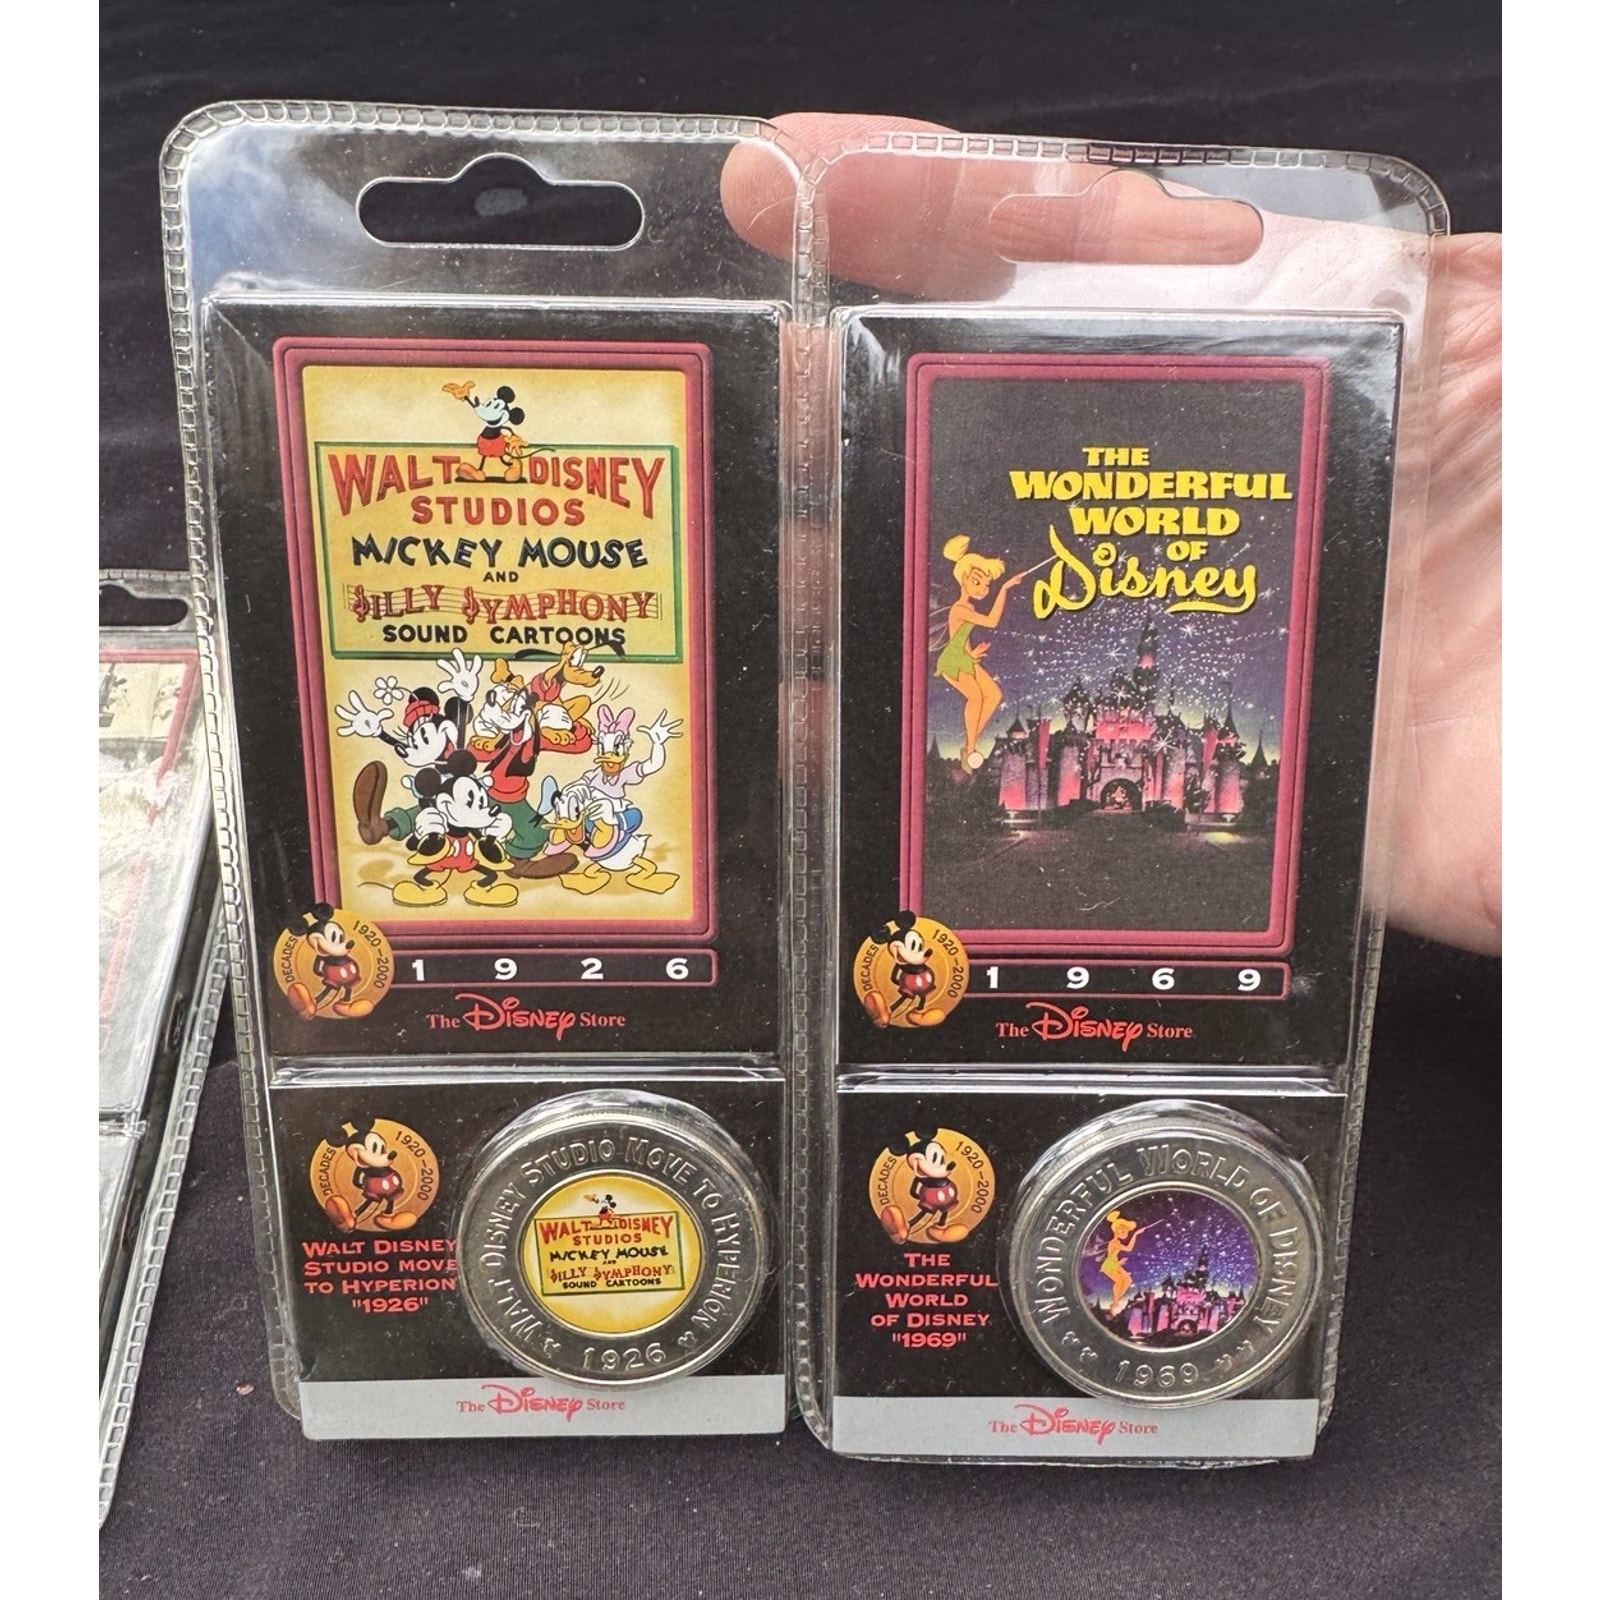 WALT DISNEY
STUDIOS
MICKEY MOUSE
AND
SILLY SYMPHONY
SOUND CARTOONS
DECADES 1920-2000
1926
The Disney Store
DECADES 1920-2000
WALT DISNEY
STUDIO MOVE
TO HYPERION
"1926"
WALT DISNEY STUDIO MOVE TO HYPERION
1926
WALT DISNEY
STUDIOS
MICKEY MOUSE
AND
SILLY SYMPHONY
SOUND CARTOONS
The Disney Store
THE
WONDERFUL
WORLD
OF
Disney
DECADES 1920-2000
1969
The Disney Store
DECADES 1920-2000
THE
WONDERFUL
WORLD
OF DISNEY
"1969"
WONDERFUL WORLD OF DISNEY
1969
The Disney Store